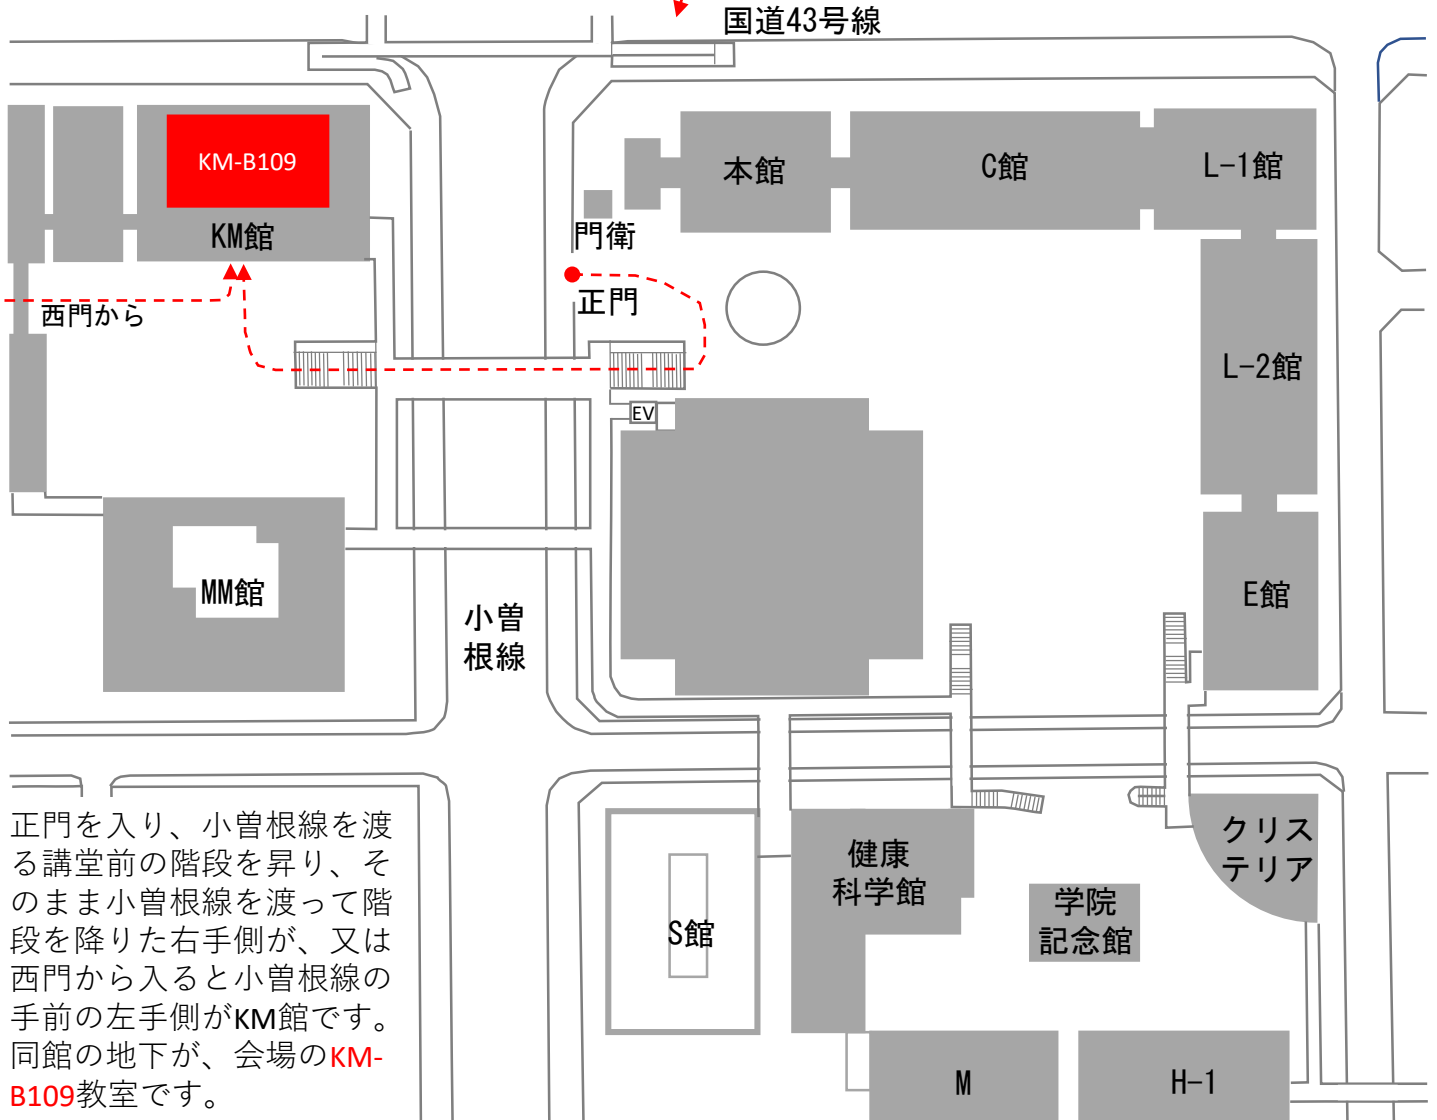 国道43号線
KM-B109
本館
C館
L-1館
KM館
門衛
正門
西門から
L-2館
EV
MM館
E館
小曽
根線
正門を入り、小曽根線を渡
る講堂前の階段を昇り、そ
のまま小曽根線を渡って階
段を降りた右手側が、又は
西門から入ると小曽根線の
手前の左手側がKM館です。
同館の地下が、会場のKM-
B109教室です。
健康
科学館
クリス
テリア
学院
記念館
S館
M
H-1